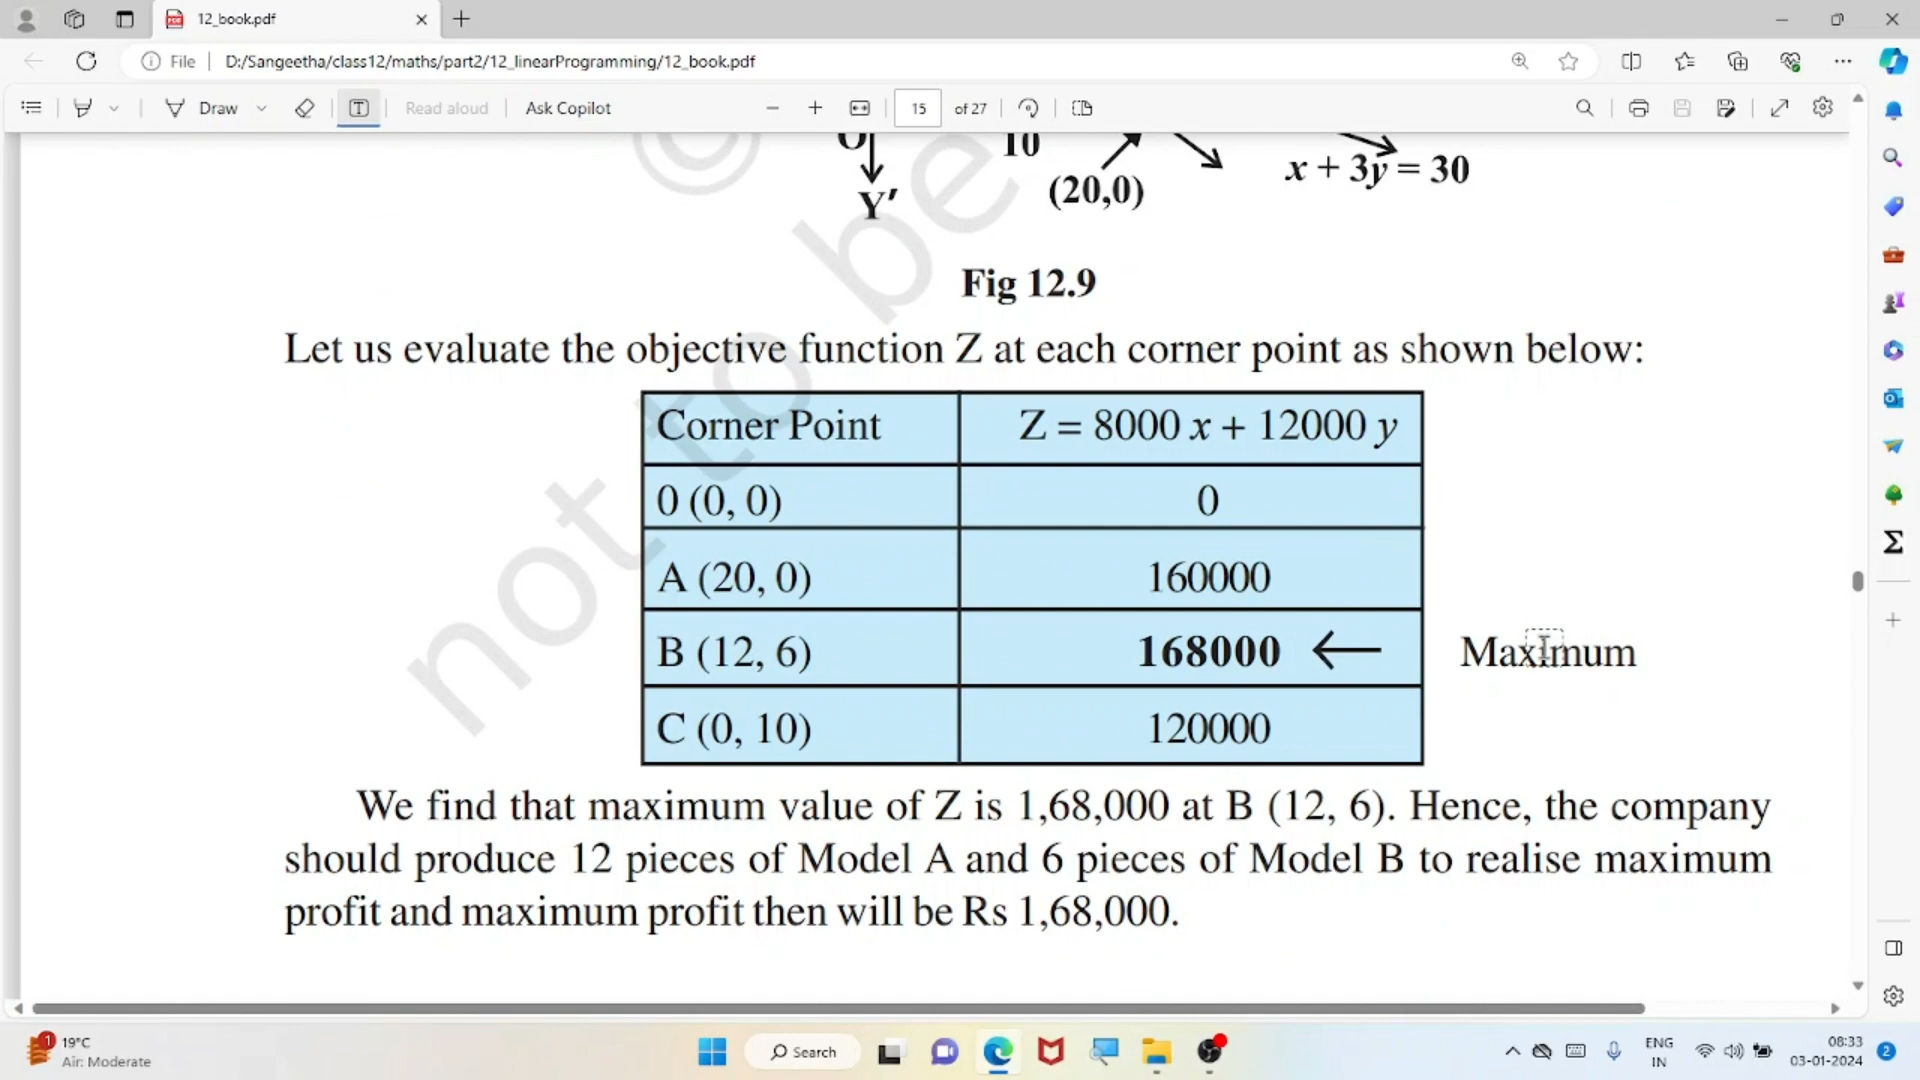 12_book.pdf
File D:/Sangeetha/class12/maths/part2/12_linearProgramming/12_book.pdf
Draw Read aloud Ask Copilot 15 of 27
O 10 x + 3y = 30
(20,0)
Y′
Fig 12.9
Let us evaluate the objective function Z at each corner point as shown below:
Corner Point Z = 8000 x + 12000 y
0 (0, 0) 0
A (20, 0) 160000
B (12, 6) 168000 ← Maximum
C (0, 10) 120000
We find that maximum value of Z is 1,68,000 at B (12, 6). Hence, the company
should produce 12 pieces of Model A and 6 pieces of Model B to realise maximum
profit and maximum profit then will be Rs 1,68,000.
not to be
1 19°C
Air: Moderate
Search
ENG
IN
08:33
03-01-2024
2